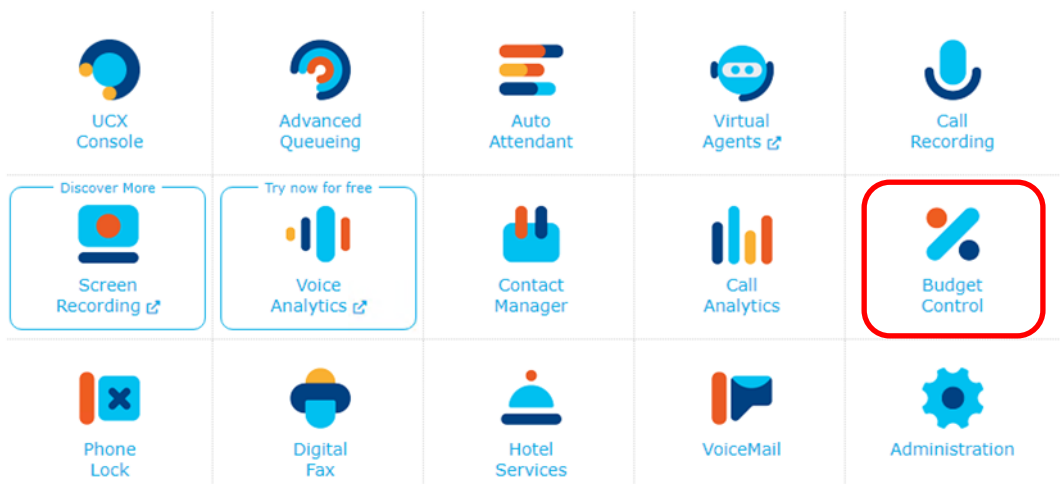 UCX
Console
Advanced
Queueing
Auto
Attendant
Virtual
Agents
Call
Recording
Discover More
Screen
Recording
Try now for free
Voice
Analytics
Contact
Manager
Call
Analytics
Budget
Control
Phone
Lock
Digital
Fax
Hotel
Services
VoiceMail
Administration